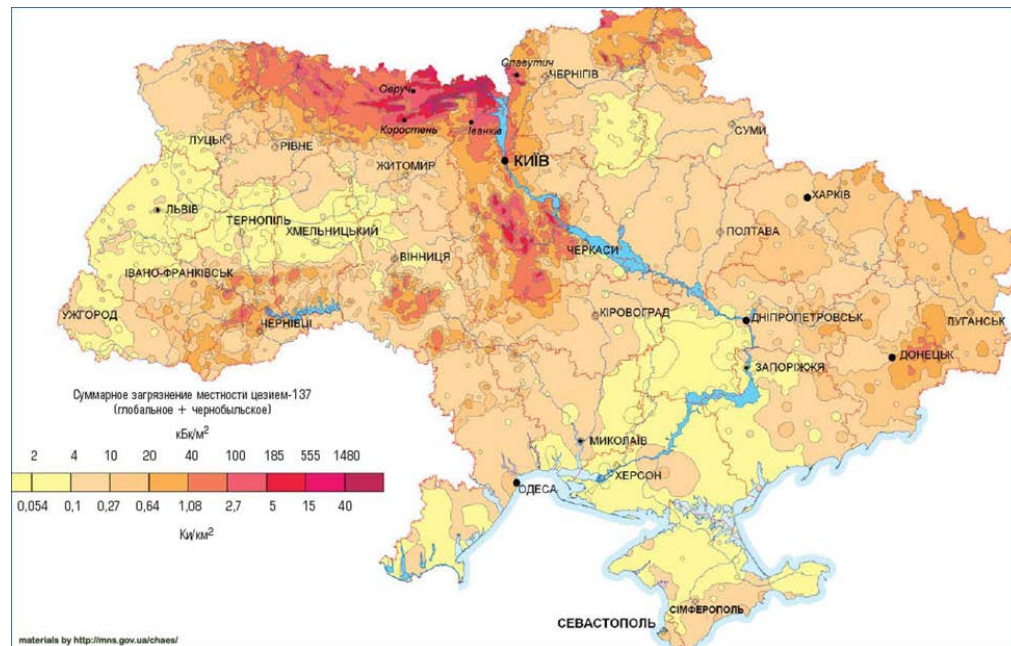 Славутич
ЧЕРНІГІВ
Овруч
Коростень
Іванків
СУМИ
ЛУЦЬК
РІВНЕ
КИЇВ
ЖИТОМИР
ХАРКІВ
ЛЬВІВ
ТЕРНОПІЛЬ
ХМЕЛЬНИЦЬКИЙ
ПОЛТАВА
ЧЕРКАСИ
ВІННИЦЯ
ІВАНО-ФРАНКІВСЬК
УЖГОРОД
ЧЕРНІВЦІ
КІРОВОГРАД
ДНІПРОПЕТРОВСЬК
ЛУГАНСЬК
ДОНЕЦЬК
ЗАПОРІЖЖЯ
Суммарное загрязнение местности цезием-137
(глобальное + чернобыльское)
кБк/м²
2 4 10 20 40 100 185 555 1480
0,054 0,1 0,27 0,64 1,08 2,7 5 15 40
Ки/км²
МИКОЛАЇВ
ХЕРСОН
ОДЕСА
СІМФЕРОПОЛЬ
СЕВАСТОПОЛЬ
materials by http://mns.gov.ua/chaes/